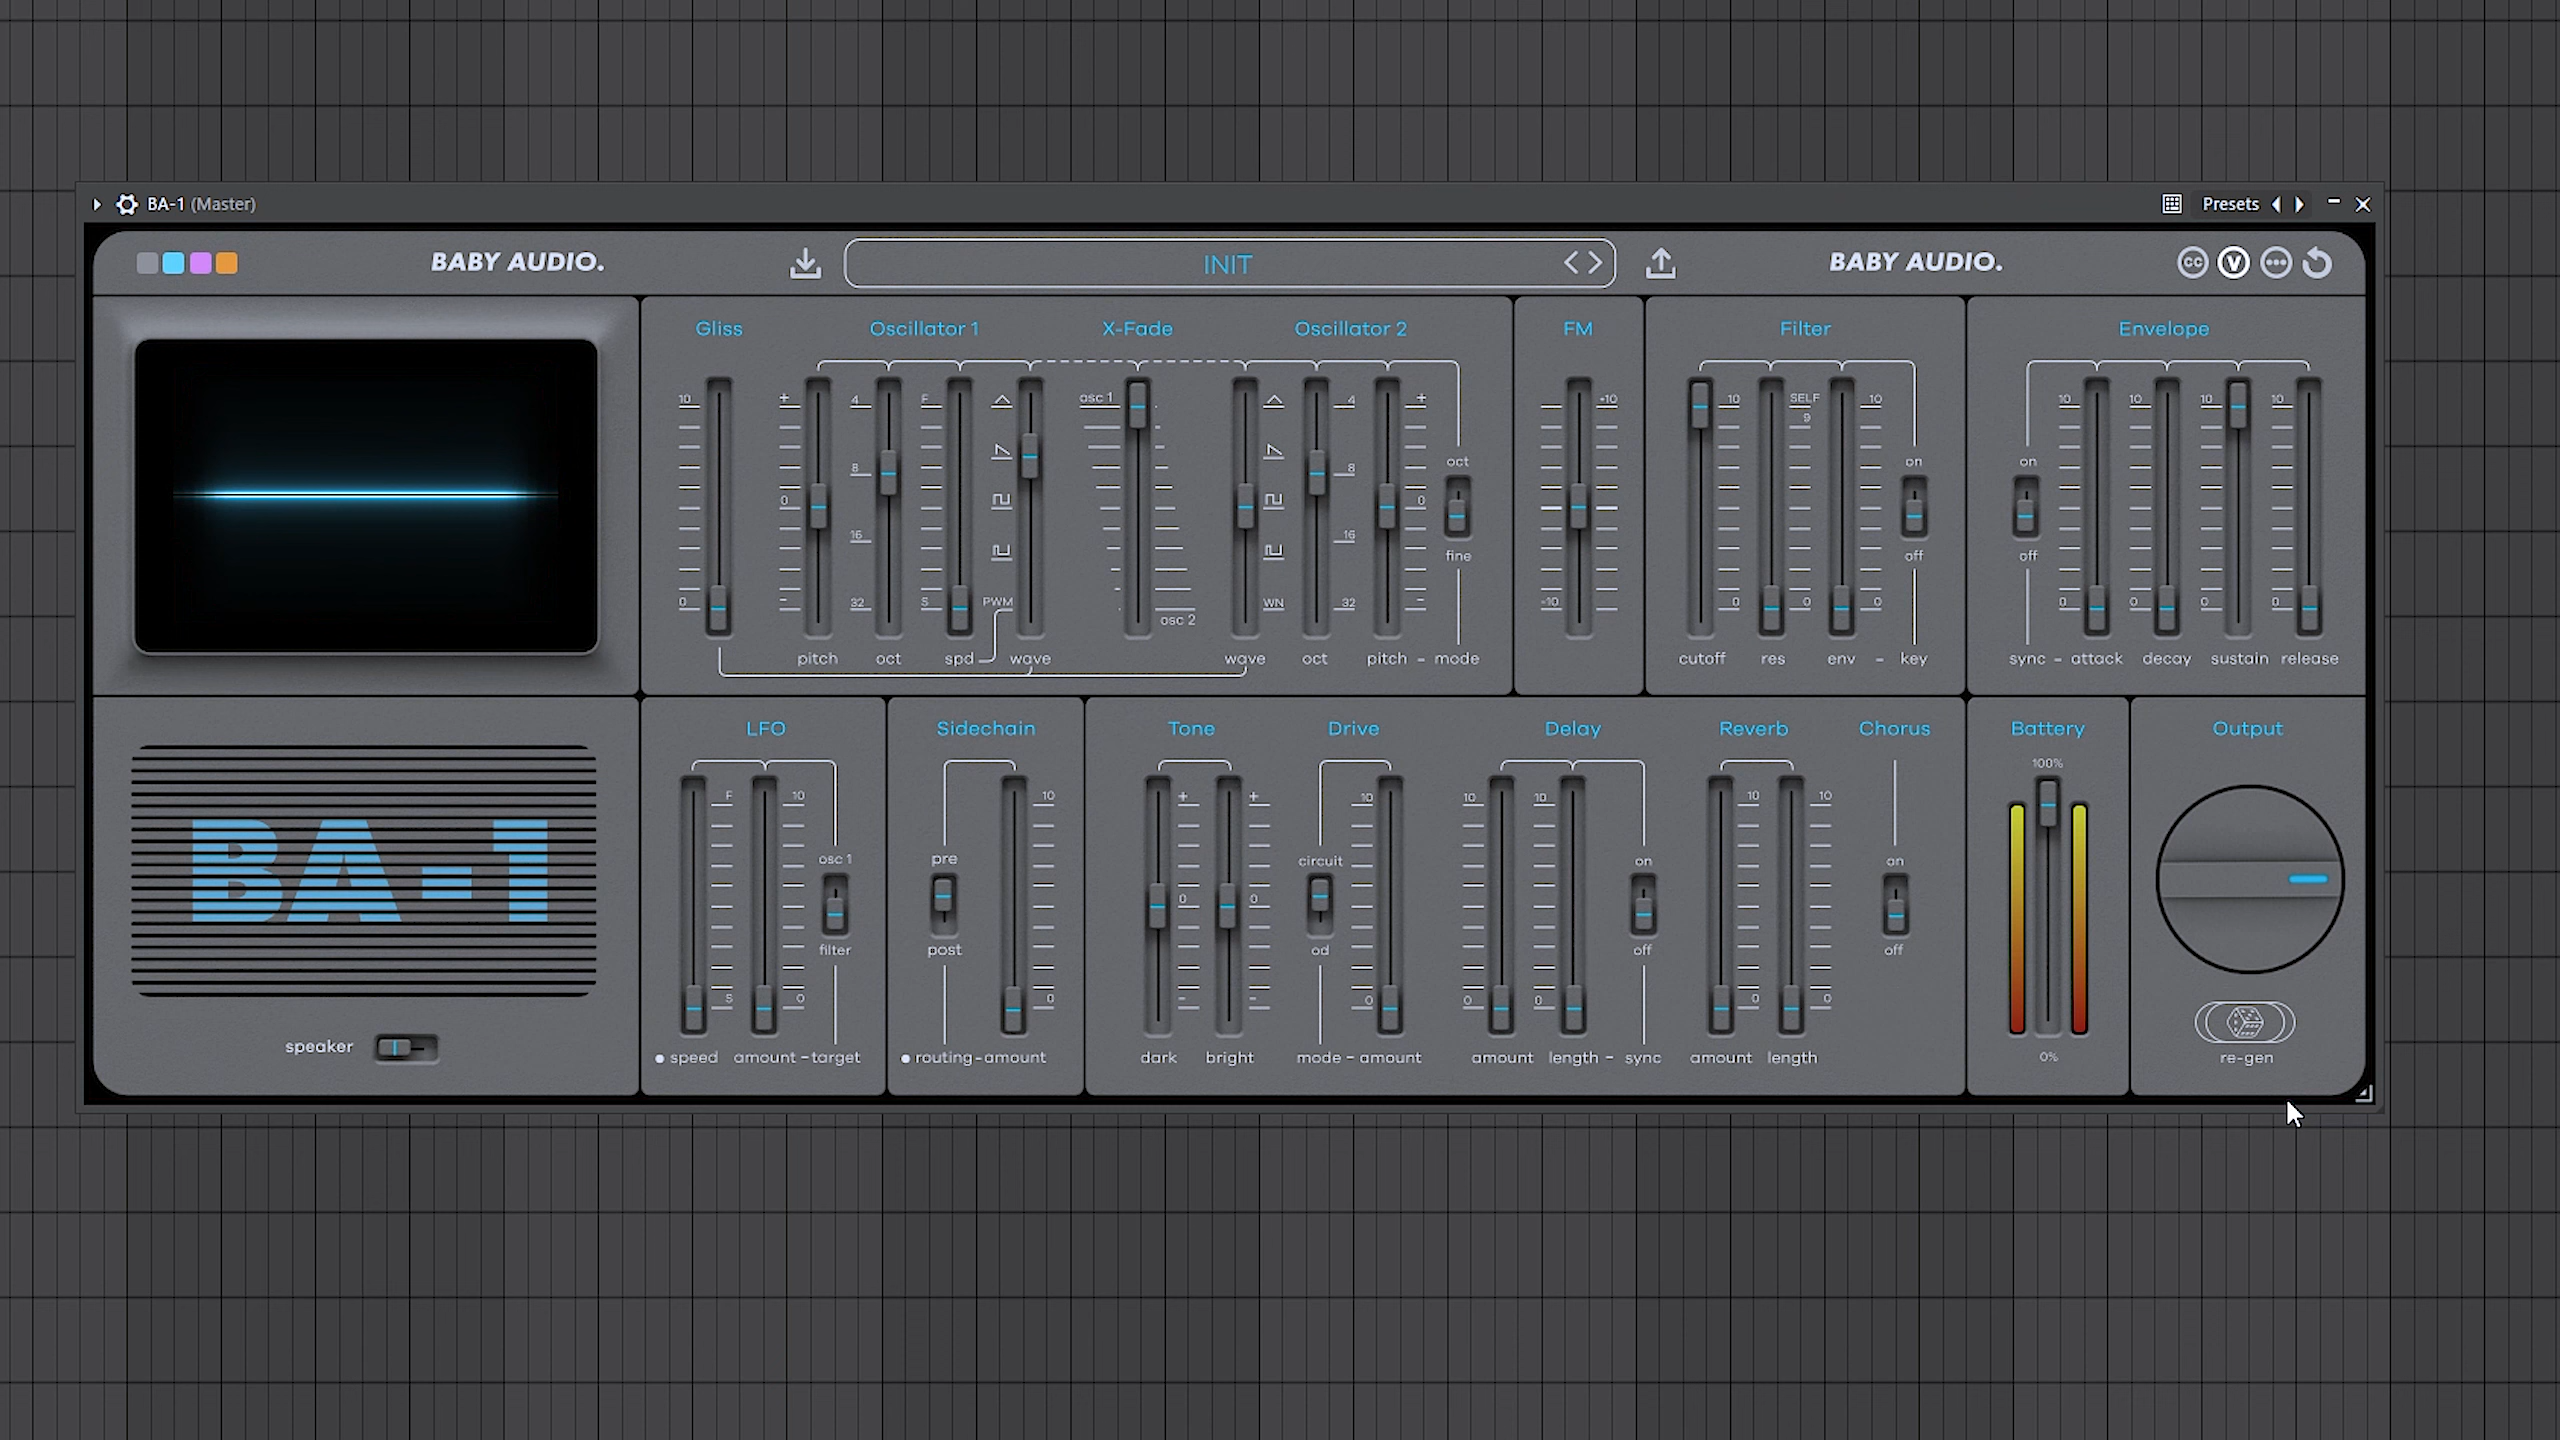 BA-1 (Master)
Presets
BABY AUDIO.
INIT
BABY AUDIO.
CC
V
Gliss
Oscillator 1
X-Fade
Oscillator 2
FM
Filter
Envelope
10
+
4
F
osc 1
4
+
+10
10
SELF
10
10
10
10
10
9
8
8
oct
on
on
0
0
16
16
fine
off
off
0
-
32
S
PWM
WN
32
-
-10
0
0
0
0
0
0
0
osc 2
pitch
oct
spd
wave
wave
oct
pitch - mode
cutoff
res
env - key
sync - attack
decay
sustain
release
LFO
Sidechain
Tone
Drive
Delay
Reverb
Chorus
Battery
Output
100%
F
10
10
+
+
10
10
10
10
10
osc 1
pre
circuit
on
on
BA-1
0
0
filter
post
od
off
off
S
0
0
-
-
0
0
0
0
0
speaker
speed
amount - target
routing - amount
dark
bright
mode - amount
amount
length - sync
amount
length
0%
re-gen